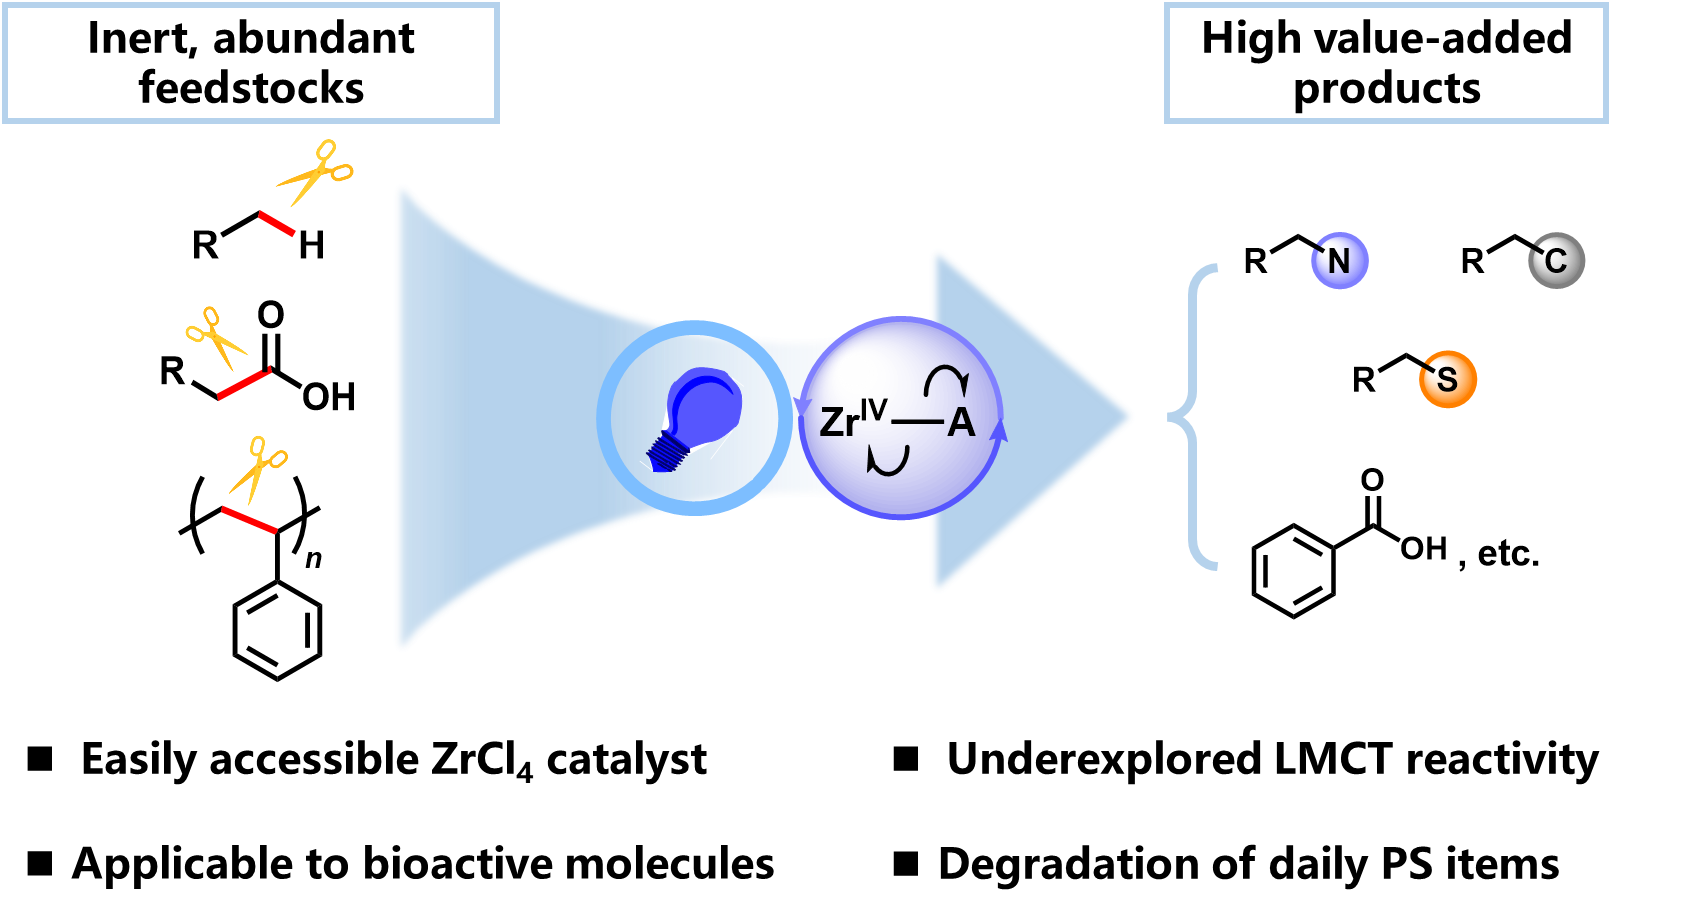 Inert, abundant
feedstocks
High value-added
products
R
H
O
R
OH
n
Zr^IV
A
R
N
R
C
R
S
O
OH
, etc.
■ Easily accessible ZrCl₄ catalyst
■ Underexplored LMCT reactivity
■ Applicable to bioactive molecules
■ Degradation of daily PS items